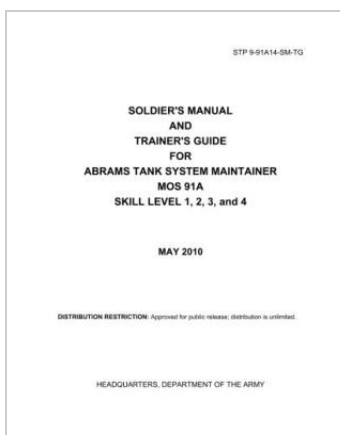 STP 9-91A14-SM-TG
SOLDIER'S MANUAL
AND
TRAINER'S GUIDE
FOR
ABRAMS TANK SYSTEM MAINTAINER
MOS 91A
SKILL LEVEL 1, 2, 3, and 4
MAY 2010
DISTRIBUTION RESTRICTION: Approved for public release; distribution is unlimited.
HEADQUARTERS, DEPARTMENT OF THE ARMY